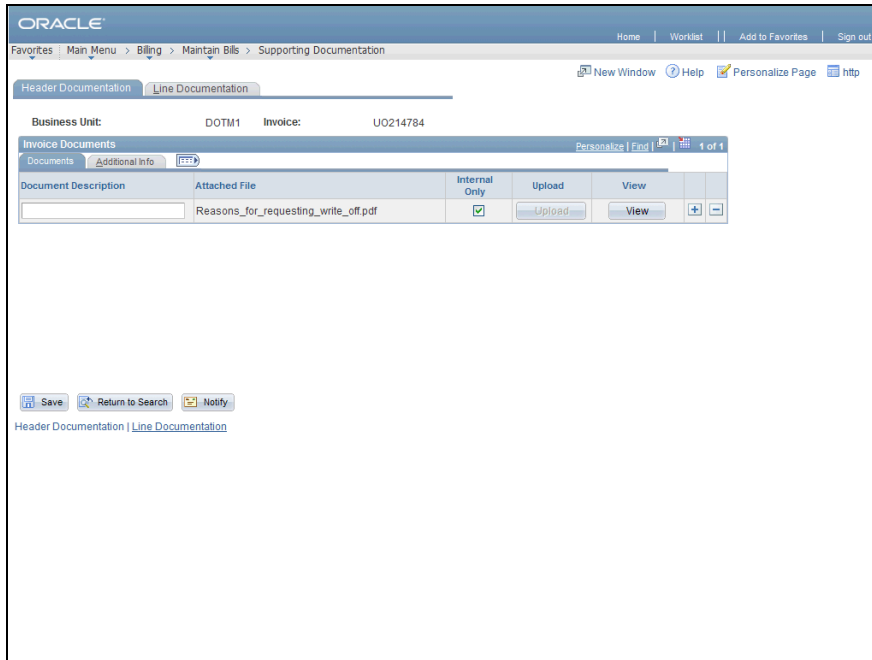 ORACLE
Home | Worklist || Add to Favorites | Sign out
Favorites | Main Menu > Billing > Maintain Bills > Supporting Documentation
New Window Help Personalize Page http
Header Documentation Line Documentation
Business Unit: DOTM1 Invoice: UO214784
Invoice Documents Personalize | Find | | 1 of 1
Documents Additional Info
Document Description Attached File Internal Only Upload View
Reasons_for_requesting_write_off.pdf Upload View + -
Save Return to Search Notify
Header Documentation | Line Documentation